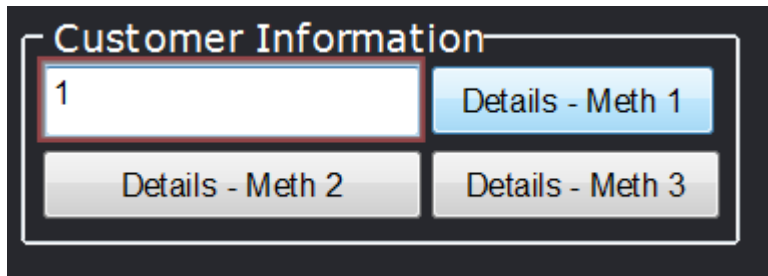 Customer Information
1
Details - Meth 1
Details - Meth 2
Details - Meth 3